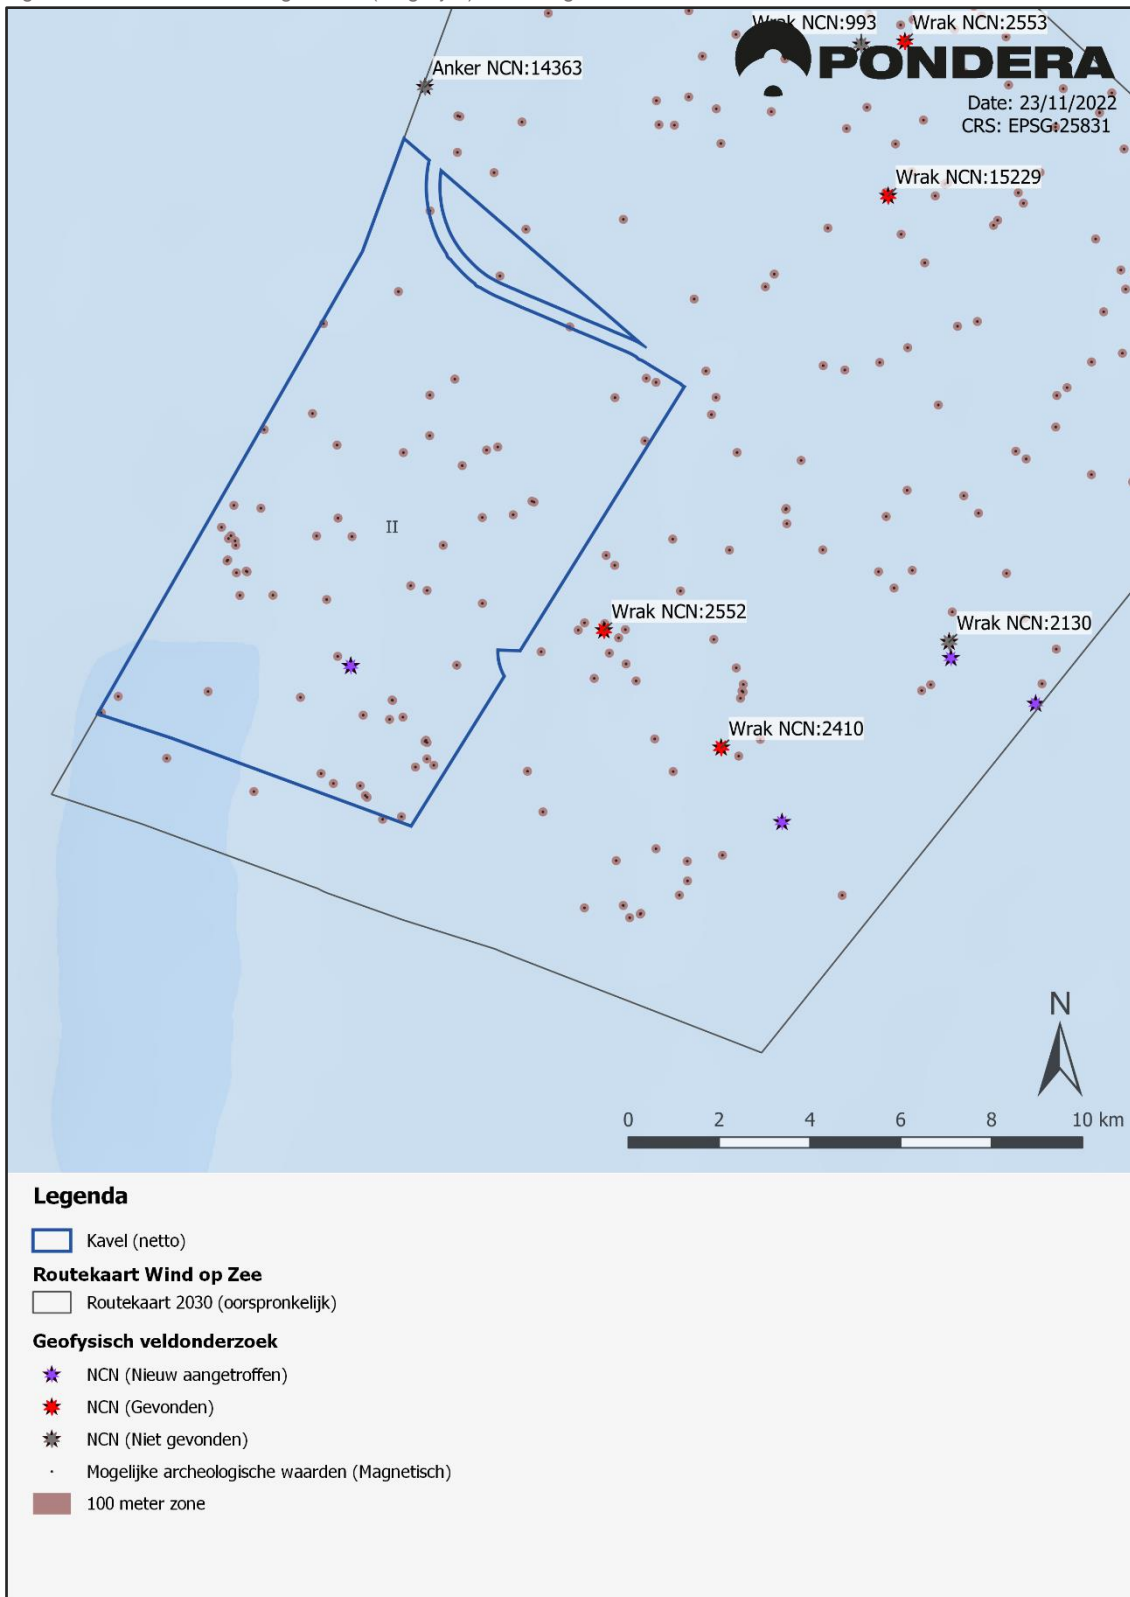 Wrak NCN:993
Wrak NCN:2553
PONDERA
Anker NCN:14363
Date: 23/11/2022
CRS: EPSG:25831
Wrak NCN:15229
II
Wrak NCN:2552
Wrak NCN:2130
Wrak NCN:2410
N
0 2 4 6 8 10 km
Legenda
Kavel (netto)
Routekaart Wind op Zee
Routekaart 2030 (oorspronkelijk)
Geofysisch veldonderzoek
NCN (Nieuw aangetroffen)
NCN (Gevonden)
NCN (Niet gevonden)
Mogelijke archeologische waarden (Magnetisch)
100 meter zone